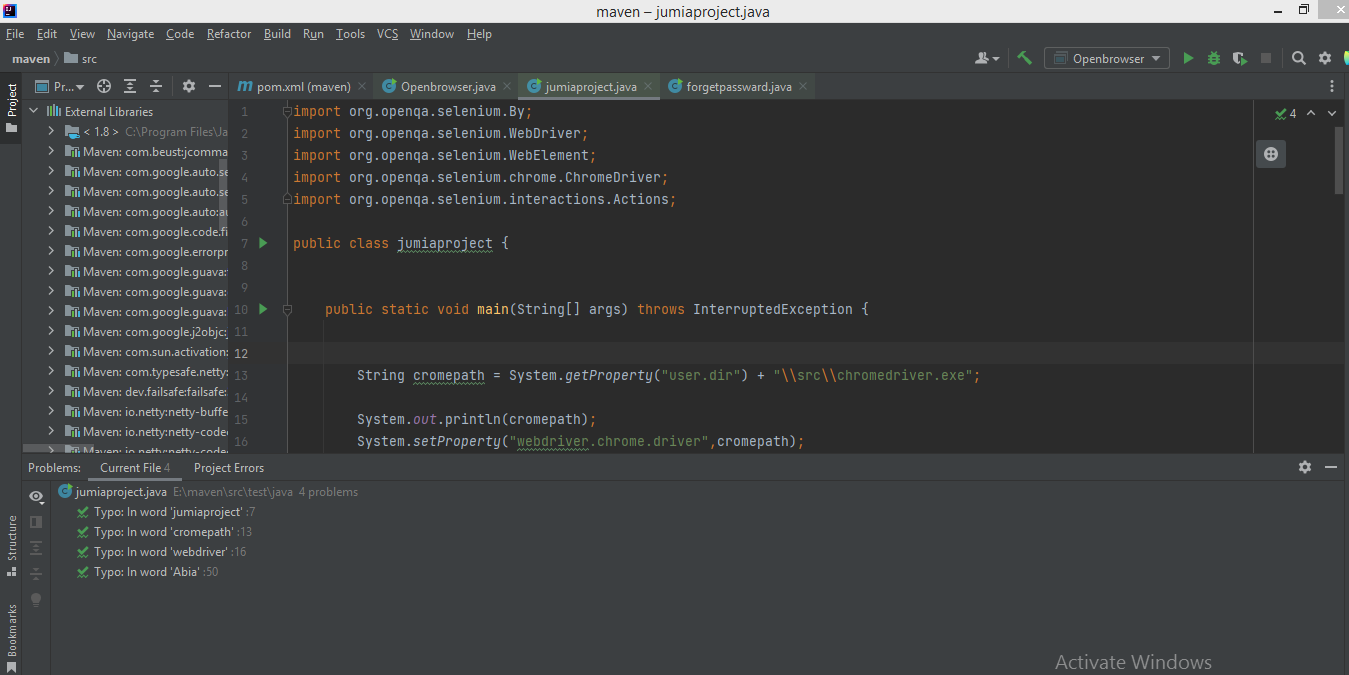 maven – jumiaproject.java
File Edit View Navigate Code Refactor Build Run Tools VCS Window Help
maven src
Openbrowser
Project
Pr...
pom.xml (maven)
Openbrowser.java
jumiaproject.java
forgetpassward.java
External Libraries
< 1.8 > C:\Program Files\Ja
Maven: com.beust:jcomma
Maven: com.google.auto.se
Maven: com.google.auto.se
Maven: com.google.auto:au
Maven: com.google.code.fi
Maven: com.google.errorpr
Maven: com.google.guava:
Maven: com.google.guava:
Maven: com.google.guava:
Maven: com.google.j2objc:
Maven: com.sun.activation:
Maven: com.typesafe.netty:
Maven: dev.failsafe:failsafe:
Maven: io.netty:netty-buffe
Maven: io.netty:netty-codec
Maven: io.netty:netty-codec
4
1 import org.openqa.selenium.By;
2 import org.openqa.selenium.WebDriver;
3 import org.openqa.selenium.WebElement;
4 import org.openqa.selenium.chrome.ChromeDriver;
5 import org.openqa.selenium.interactions.Actions;
6
7 public class jumiaproject {
8
9
10 public static void main(String[] args) throws InterruptedException {
11
12
13 String cromepath = System.getProperty("user.dir") + "\\src\\chromedriver.exe";
14
15 System.out.println(cromepath);
16 System.setProperty("webdriver.chrome.driver",cromepath);
Problems: Current File 4 Project Errors
jumiaproject.java E:\maven\src\test\java 4 problems
Typo: In word 'jumiaproject' :7
Typo: In word 'cromepath' :13
Typo: In word 'webdriver' :16
Typo: In word 'Abia' :50
Structure
Bookmarks
Activate Windows